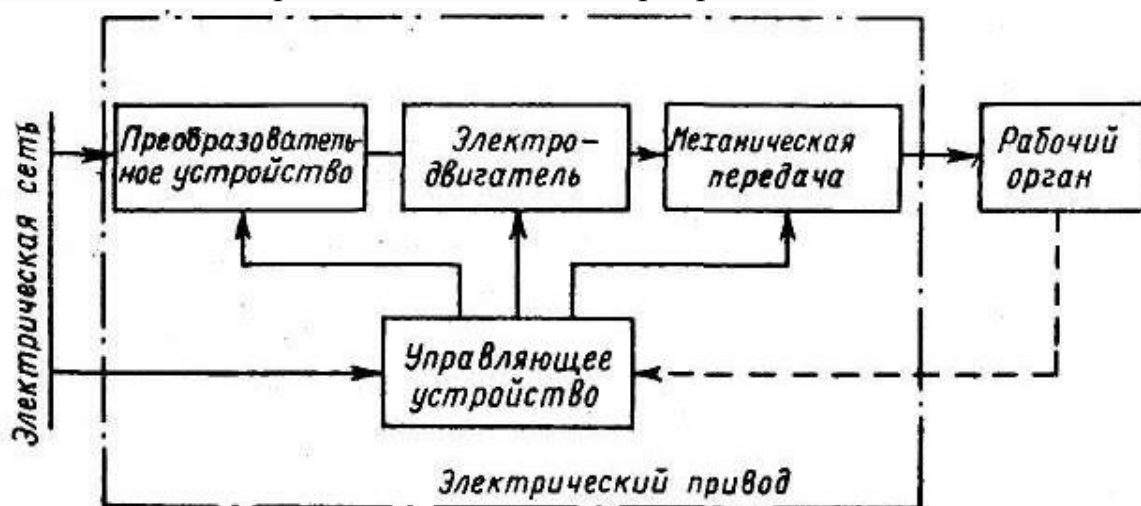 Электрическая сеть
Преобразователь-
ное устройство
Электро-
двигатель
Механическая
передача
Рабочий
орган
Управляющее
устройство
Электрический привод